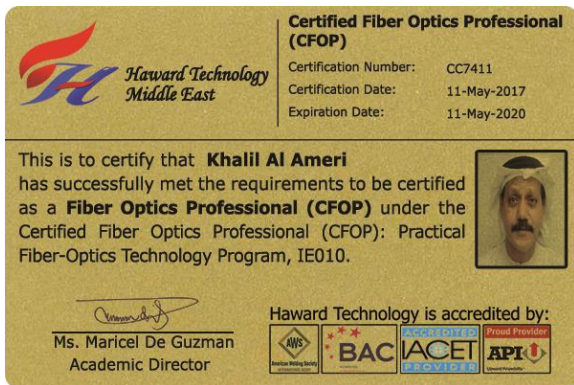 Haward Technology
Middle East
Certified Fiber Optics Professional
(CFOP)
Certification Number: CC7411
Certification Date: 11-May-2017
Expiration Date: 11-May-2020
This is to certify that Khalil Al Ameri
has successfully met the requirements to be certified
as a Fiber Optics Professional (CFOP) under the
Certified Fiber Optics Professional (CFOP): Practical
Fiber-Optics Technology Program, IE010.
Ms. Maricel De Guzman
Academic Director
Haward Technology is accredited by:
AWS
American Welding Society
BAC
ACCREDITED
IACET
PROVIDER
Proud Provider
API